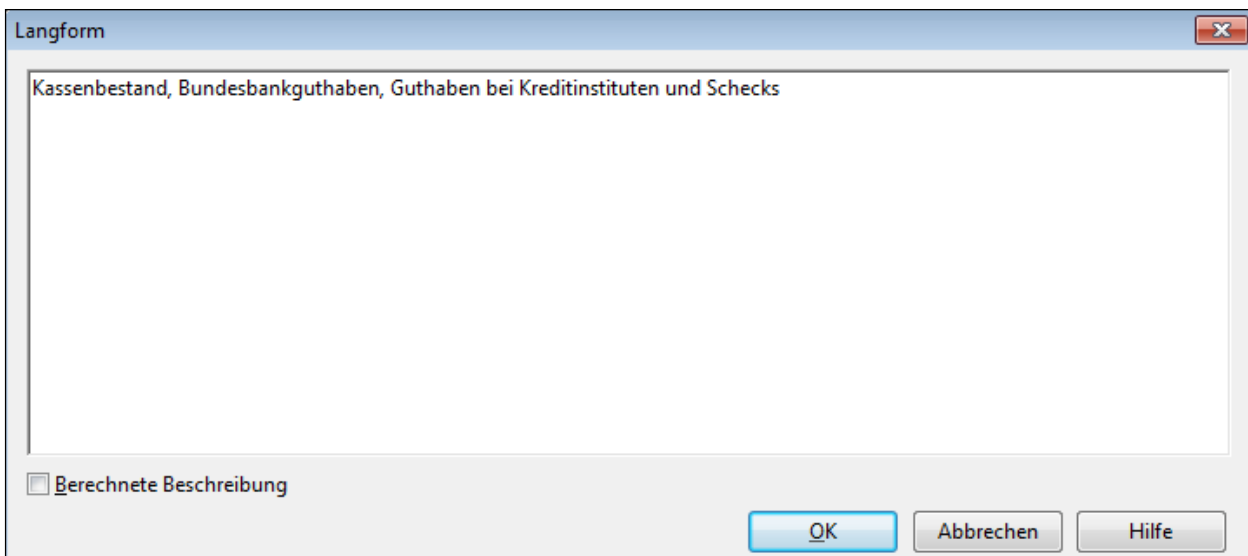 Langform
Kassenbestand, Bundesbankguthaben, Guthaben bei Kreditinstituten und Schecks
Berechnete Beschreibung
OK
Abbrechen
Hilfe